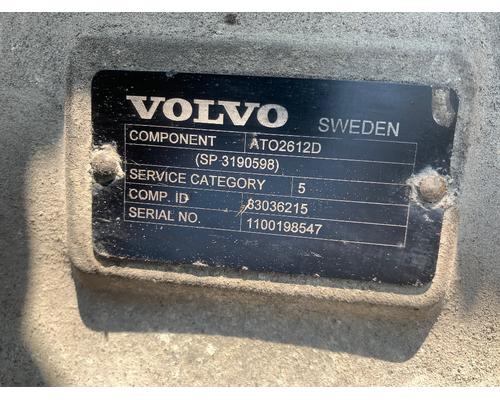 VOLVO SWEDEN
COMPONENT ATO2612D
(SP 3190598)
SERVICE CATEGORY 5
COMP. ID 83036215
SERIAL NO. 1100198547